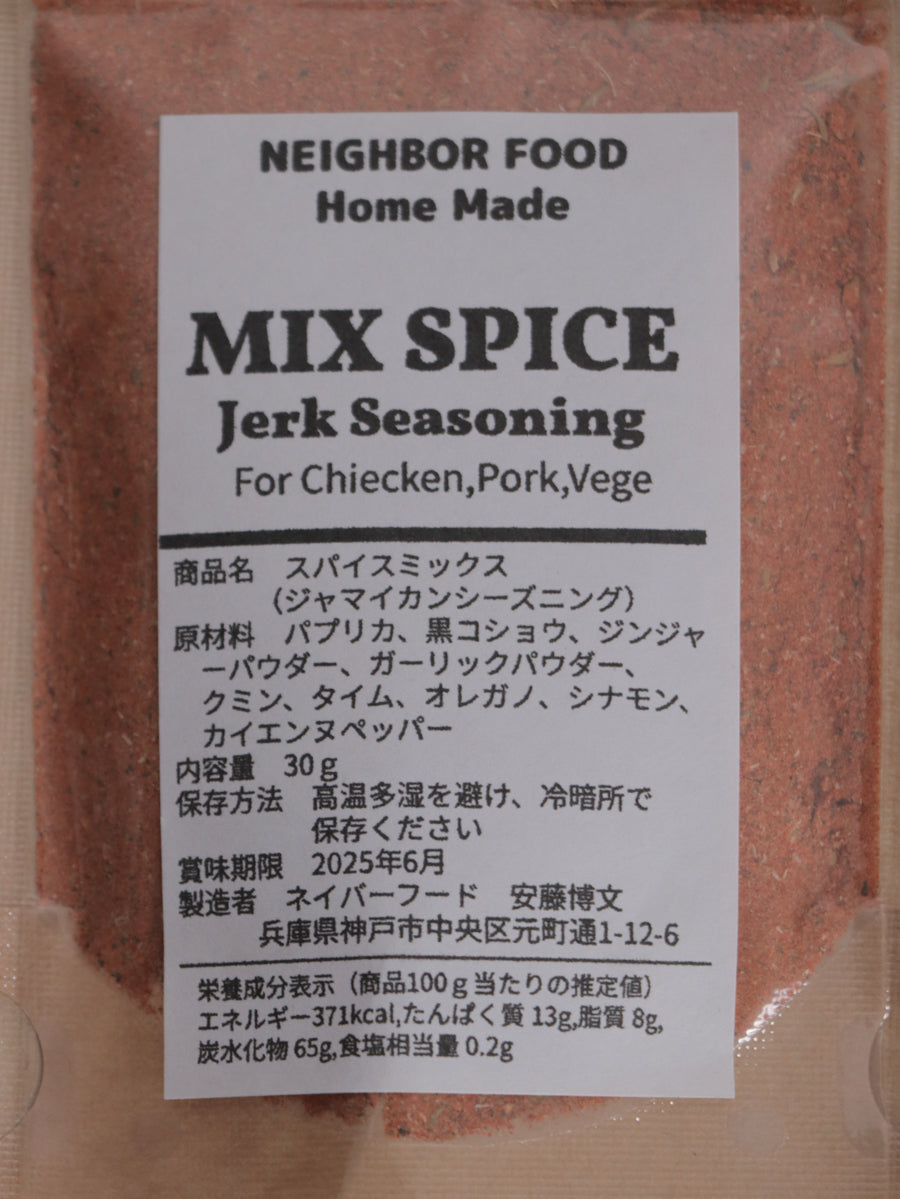 NEIGHBOR FOOD
Home Made
MIX SPICE
Jerk Seasoning
For Chiecken,Pork,Vege
商品名　スパイスミックス
（ジャマイカンシーズニング）
原材料　パプリカ、黒コショウ、ジンジャ
ーパウダー、ガーリックパウダー、
クミン、タイム、オレガノ、シナモン、
カイエンヌペッパー
内容量　30ｇ
保存方法　高温多湿を避け、冷暗所で
保存ください
賞味期限　2025年6月
製造者　ネイバーフード　安藤博文
兵庫県神戸市中央区元町通1-12-6
栄養成分表示（商品100ｇ当たりの推定値）
エネルギー371kcal,たんぱく質 13g,脂質 8g,
炭水化物 65g,食塩相当量 0.2g